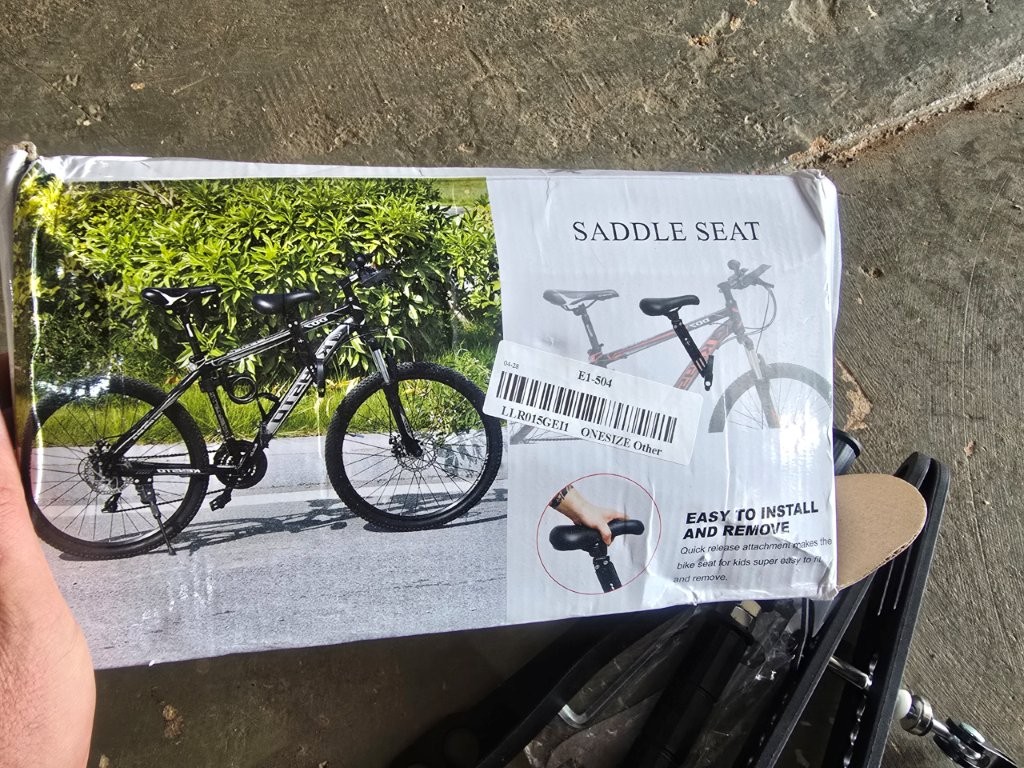 SADDLE SEAT
04-28
E1-504
LLR015GEI1 ONESIZE Other
EASY TO INSTALL
AND REMOVE
Quick release attachment makes the
bike seat for kids super easy to fit
and remove.